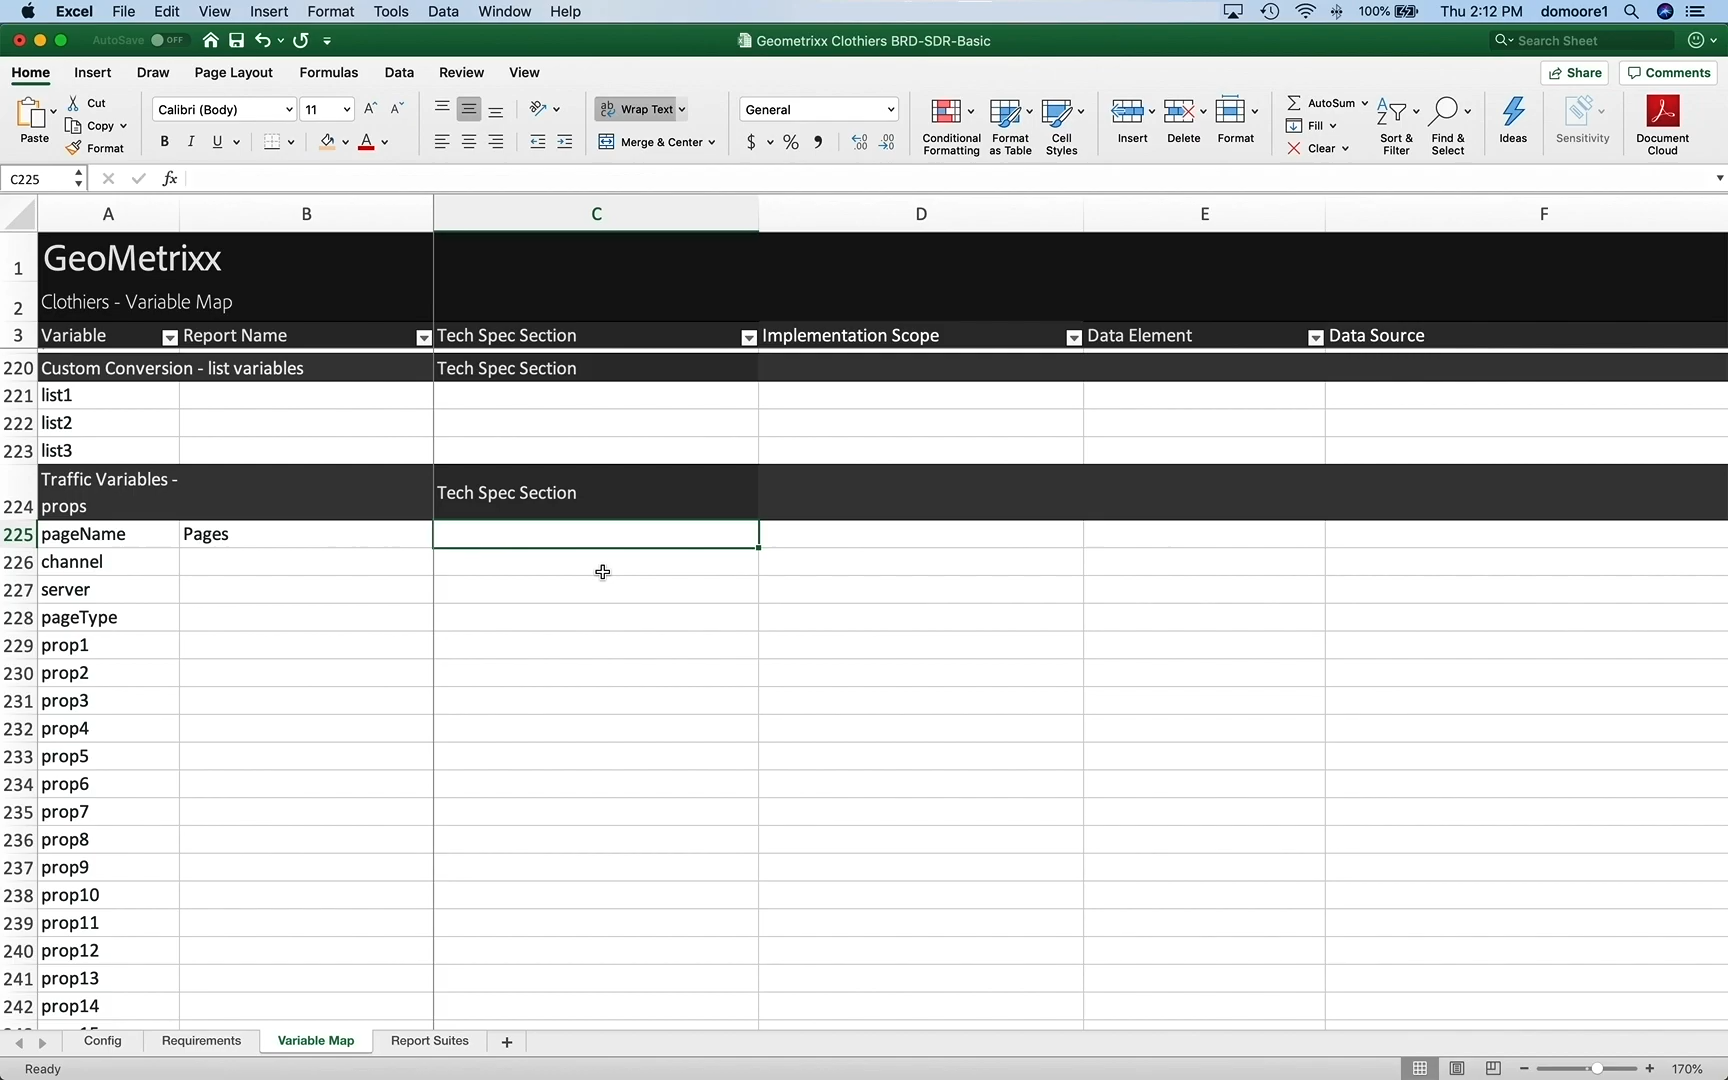 Excel File Edit View Insert Format Tools Data Window Help 100% Thu 2:12 PM domoore1
AutoSave OFF Geometrixx Clothiers BRD-SDR-Basic Search Sheet
Home Insert Draw Page Layout Formulas Data Review View Share Comments
Paste Cut Copy Format
Calibri (Body) 11 A^ A
B I U A
ab Wrap Text
Merge & Center
General
$ % , .00 .00
Conditional Formatting
Format as Table
Cell Styles
Insert Delete Format
AutoSum
Fill
Clear
Sort & Filter
Find & Select
Ideas
Sensitivity
Document Cloud
C225 fx
A B C D E F
1 GeoMetrixx
2 Clothiers - Variable Map
3 Variable Report Name Tech Spec Section Implementation Scope Data Element Data Source
220 Custom Conversion - list variables Tech Spec Section
221 list1
222 list2
223 list3
Traffic Variables -
224 props Tech Spec Section
225 pageName Pages
226 channel
227 server
228 pageType
229 prop1
230 prop2
231 prop3
232 prop4
233 prop5
234 prop6
235 prop7
236 prop8
237 prop9
238 prop10
239 prop11
240 prop12
241 prop13
242 prop14
Config Requirements Variable Map Report Suites +
Ready 170%